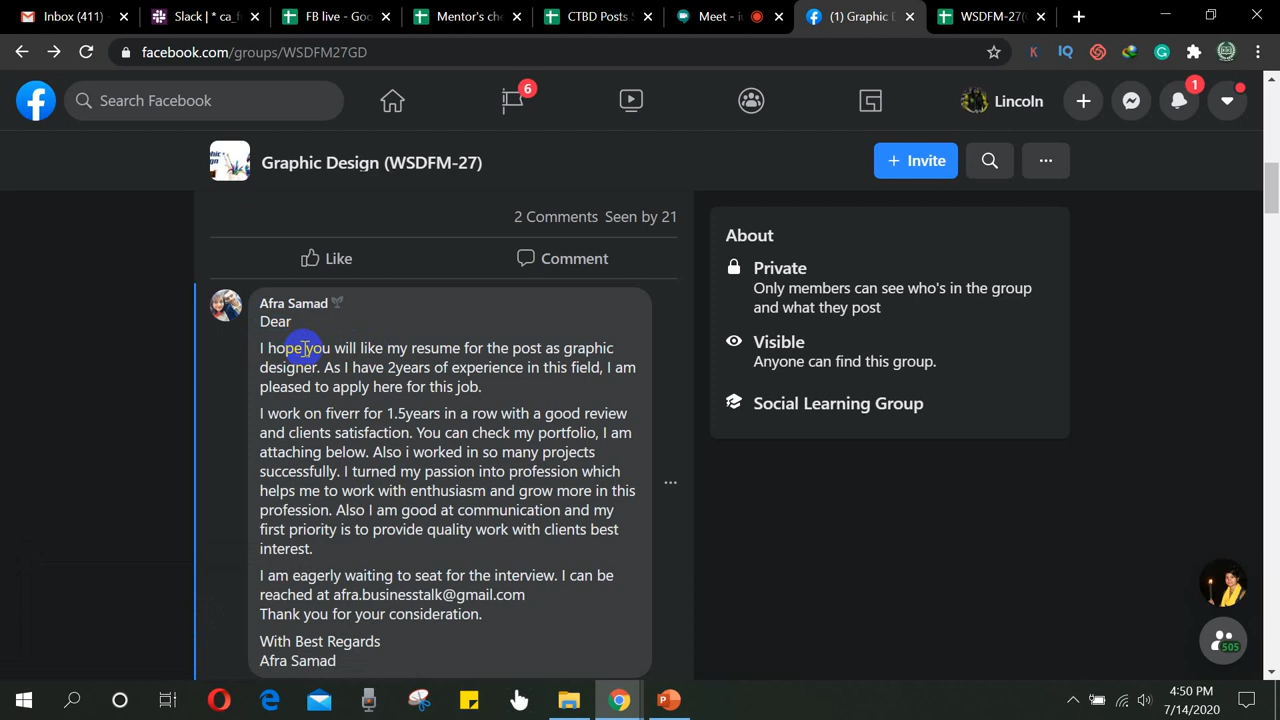 Inbox (411)
Slack | * ca_f
FB live - Goo
Mentor's che
CTBD Posts S
Meet - iu
(1) Graphic D
WSDFM-27(
facebook.com/groups/WSDFM27GD
Search Facebook
6
Lincoln
1
Graphic Design (WSDFM-27)
+ Invite
2 Comments Seen by 21
Like
Comment
Afra Samad
Dear
I hope you will like my resume for the post as graphic
designer. As I have 2years of experience in this field, I am
pleased to apply here for this job.
I work on fiverr for 1.5years in a row with a good review
and clients satisfaction. You can check my portfolio, I am
attaching below. Also i worked in so many projects
successfully. I turned my passion into profession which
helps me to work with enthusiasm and grow more in this
profession. Also I am good at communication and my
first priority is to provide quality work with clients best
interest.
I am eagerly waiting to seat for the interview. I can be
reached at afra.businesstalk@gmail.com
Thank you for your consideration.
With Best Regards
Afra Samad
About
Private
Only members can see who's in the group
and what they post
Visible
Anyone can find this group.
Social Learning Group
505
4:50 PM
7/14/2020